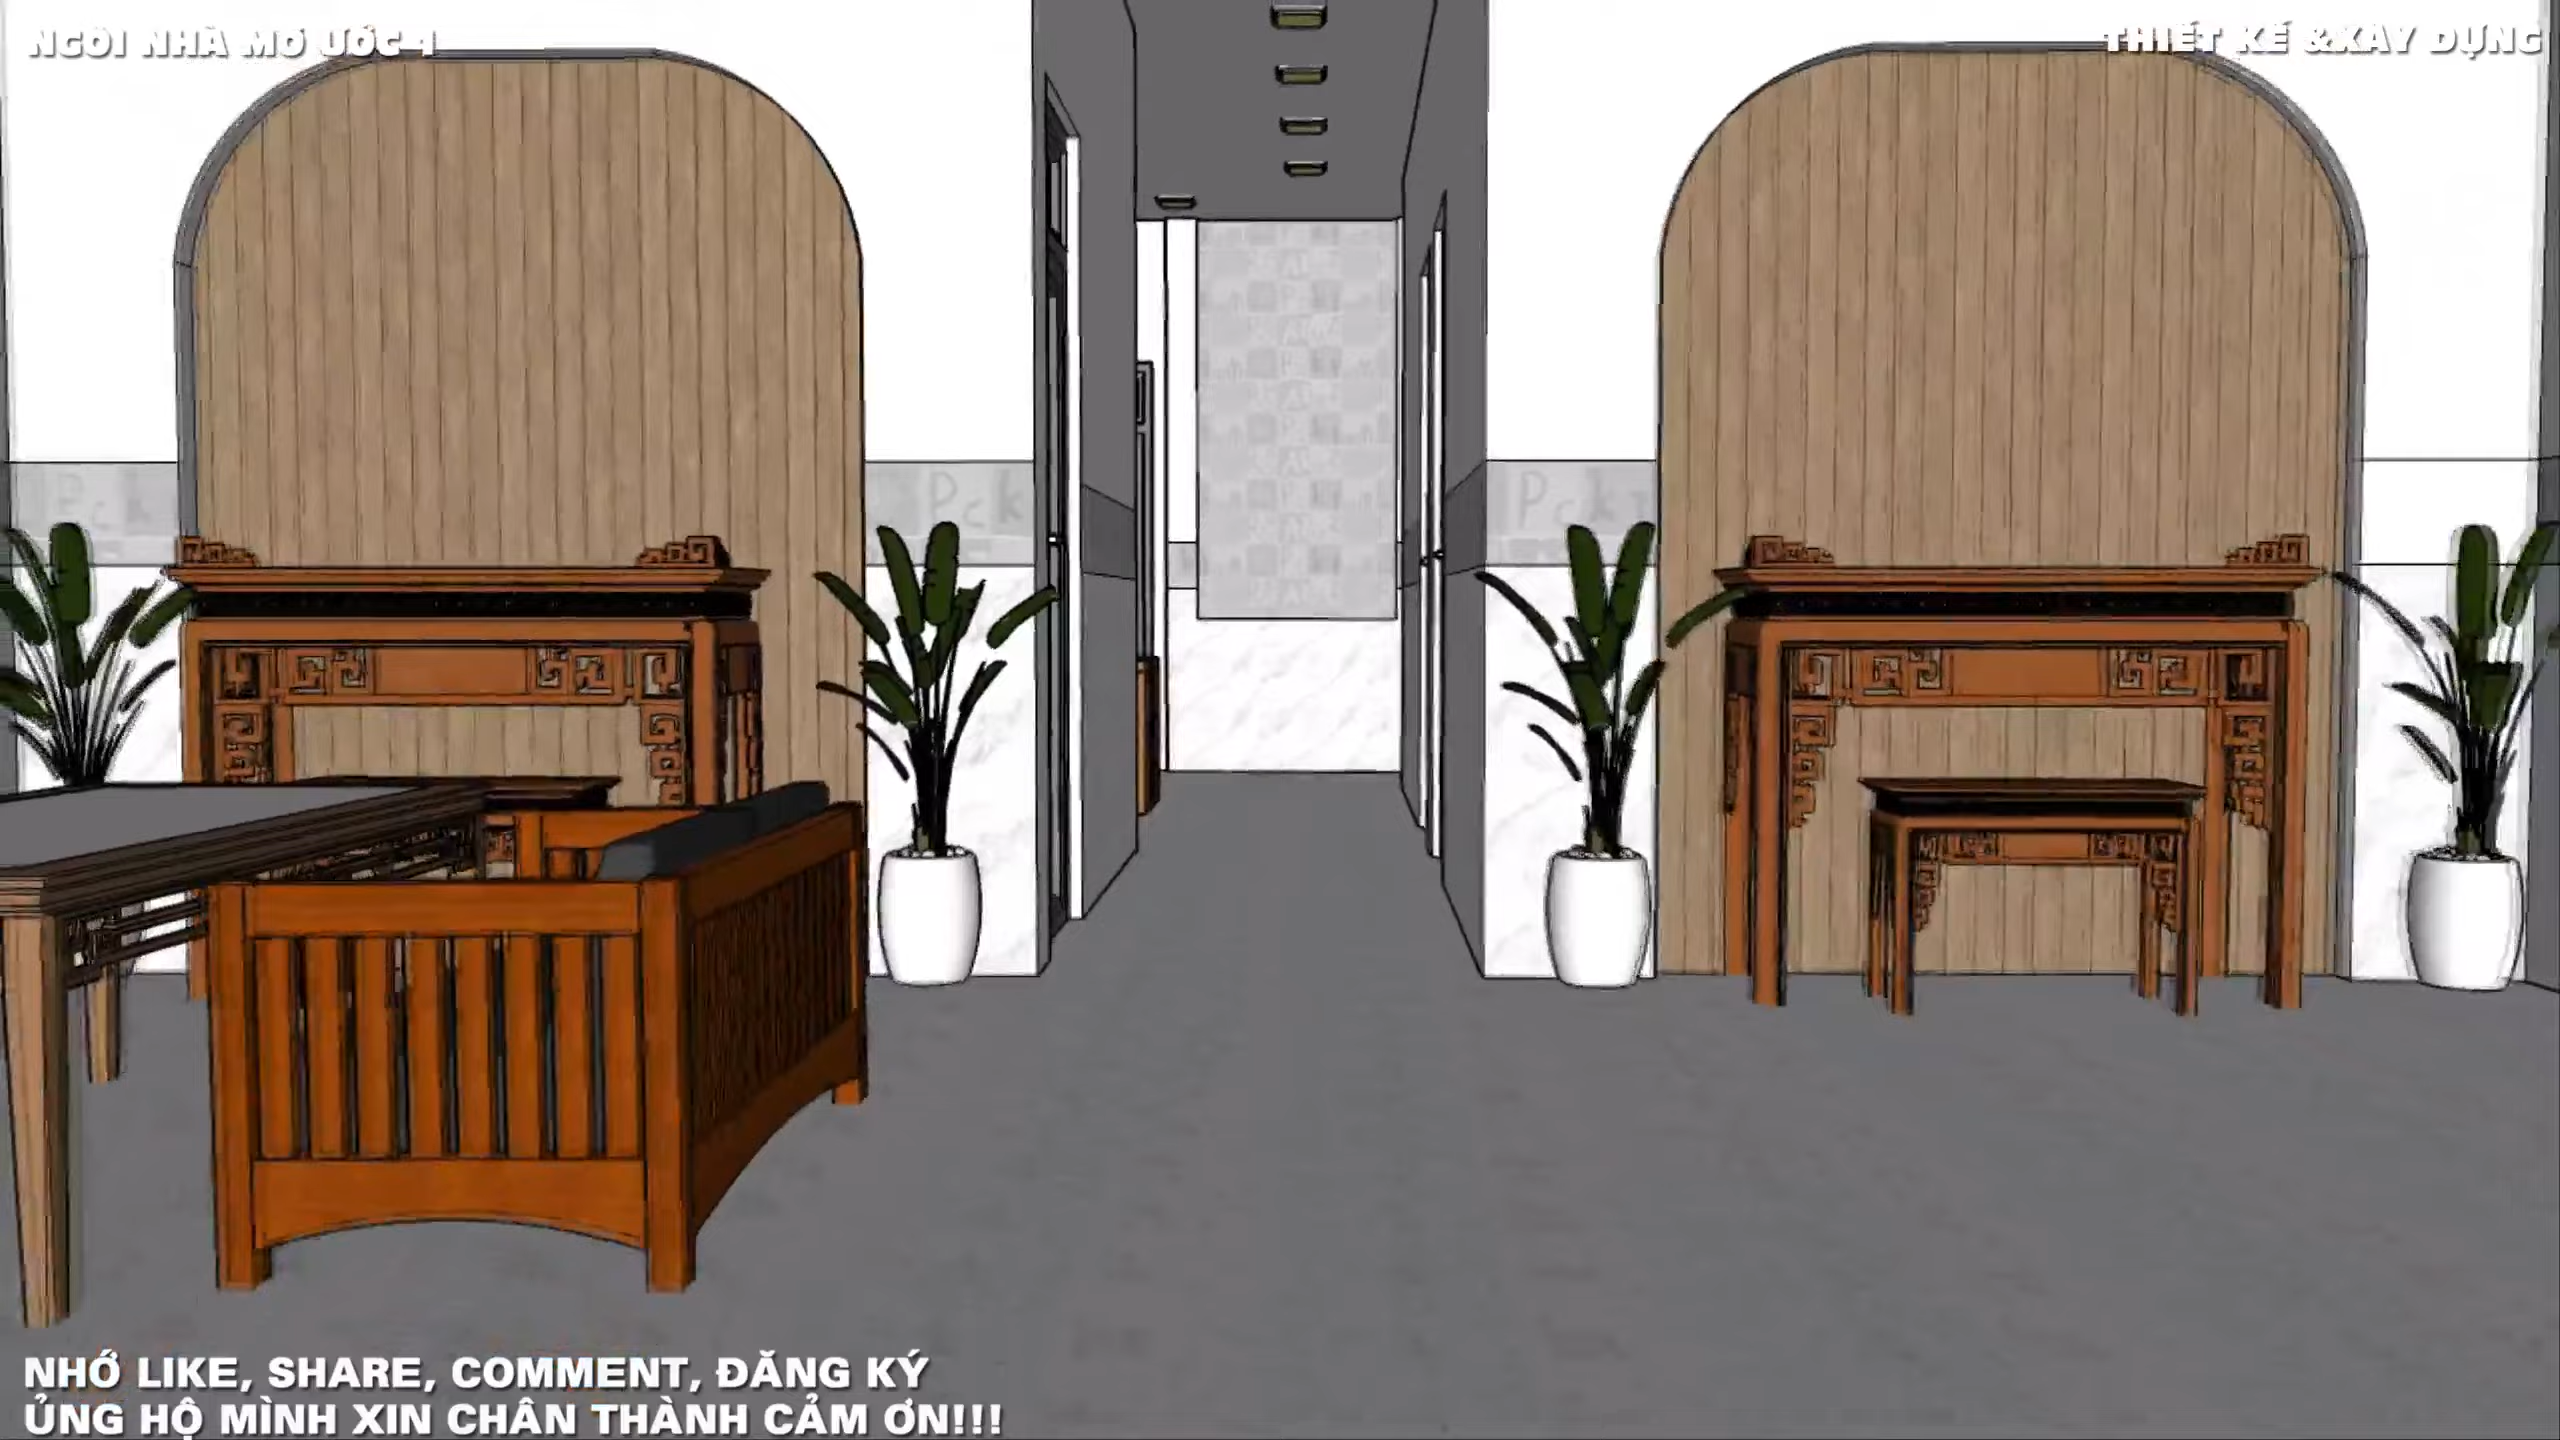 NGÔI NHÀ MƠ ƯỚC 1
THIẾT KẾ &XÂY DỰNG
NHỚ LIKE, SHARE, COMMENT, ĐĂNG KÝ
ỦNG HỘ MÌNH XIN CHÂN THÀNH CẢM ƠN!!!